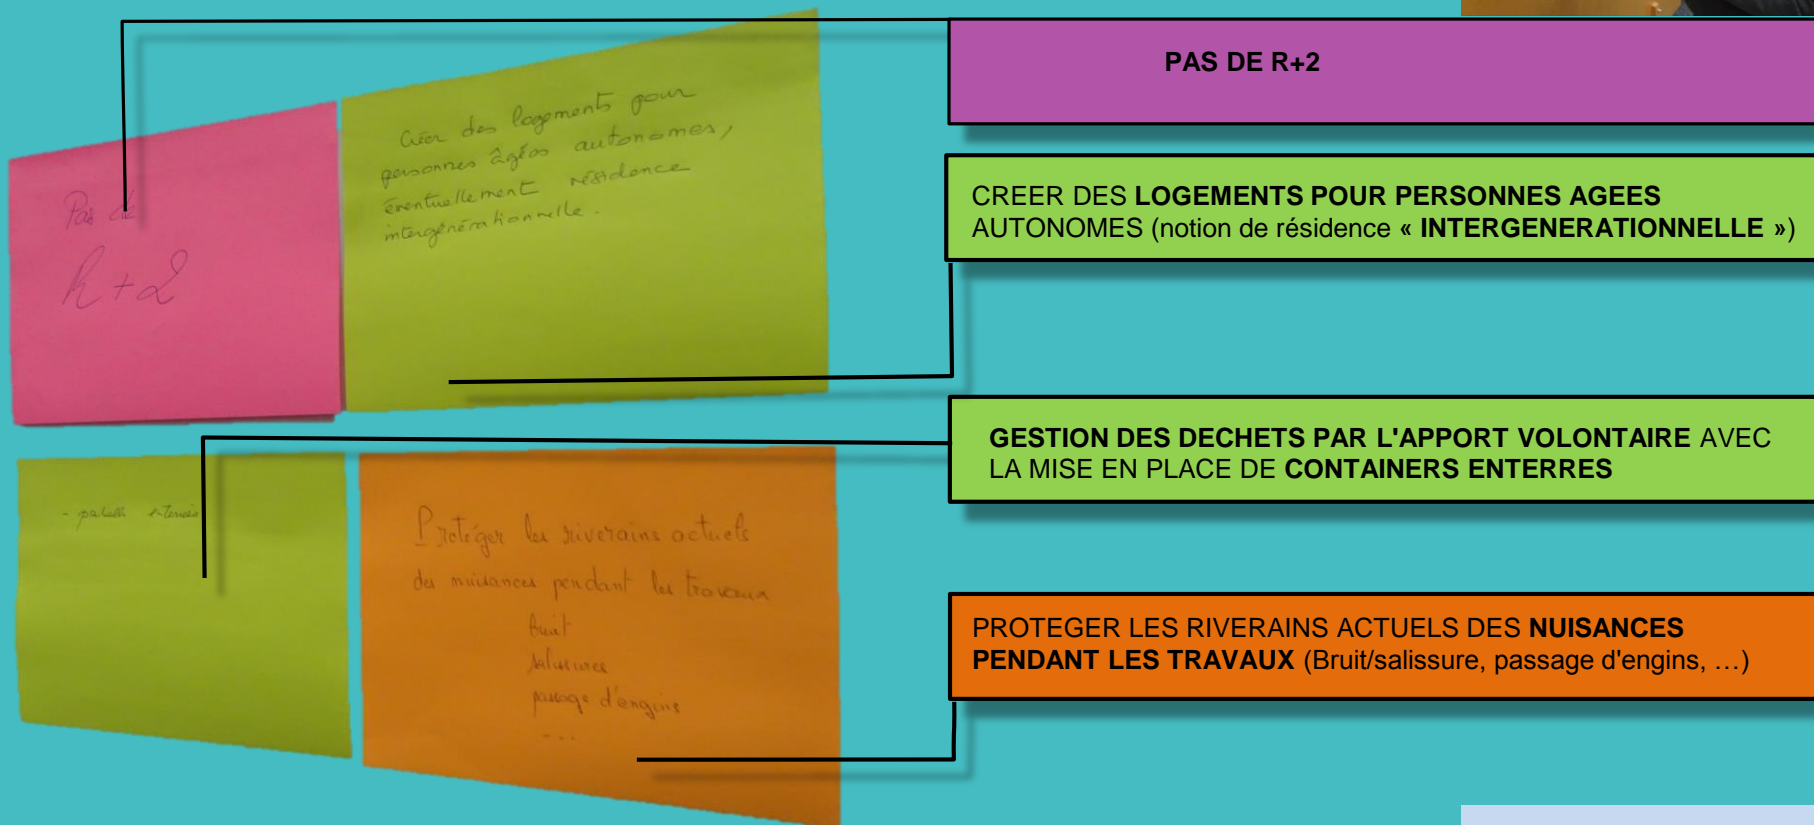 Pas de
R+2
Créer des logements pour
personnes âgées autonomes,
éventuellement résidence
intergénérationnelle.
PAS DE R+2
CREER DES LOGEMENTS POUR PERSONNES AGEES
AUTONOMES (notion de résidence « INTERGENERATIONNELLE »)
-
Protéger les riverains actuels
des nuisances pendant les travaux
bruit
salissures
passage d'engins
...
GESTION DES DECHETS PAR L'APPORT VOLONTAIRE AVEC
LA MISE EN PLACE DE CONTAINERS ENTERRES
PROTEGER LES RIVERAINS ACTUELS DES NUISANCES
PENDANT LES TRAVAUX (Bruit/salissure, passage d'engins, …)